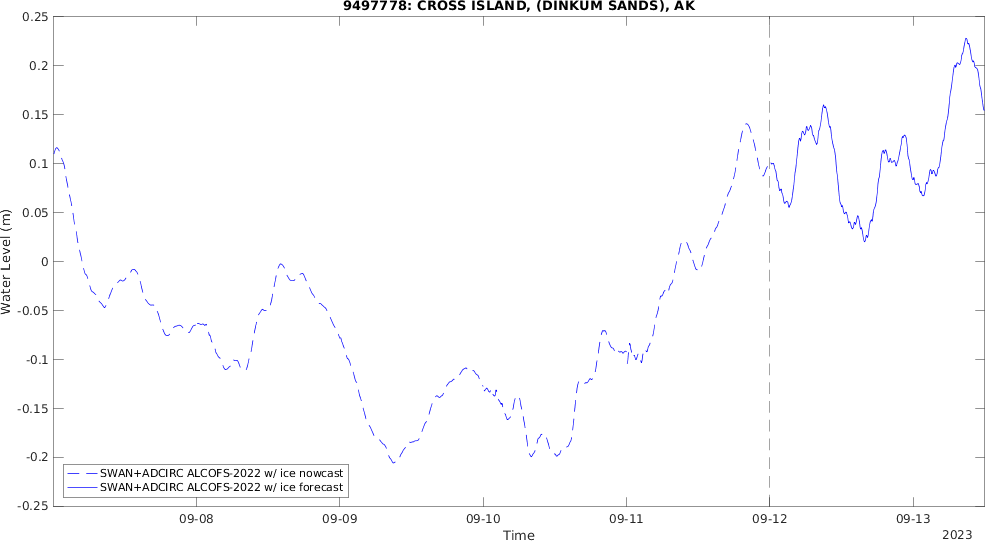 9497778: CROSS ISLAND, (DINKUM SANDS), AK
0.25
0.2
0.15
0.1
0.05
0
-0.05
-0.1
-0.15
-0.2
-0.25
Water Level (m)
SWAN+ADCIRC ALCOFS-2022 w/ ice nowcast
SWAN+ADCIRC ALCOFS-2022 w/ ice forecast
09-08 09-09 09-10 09-11 09-12 09-13
Time
2023